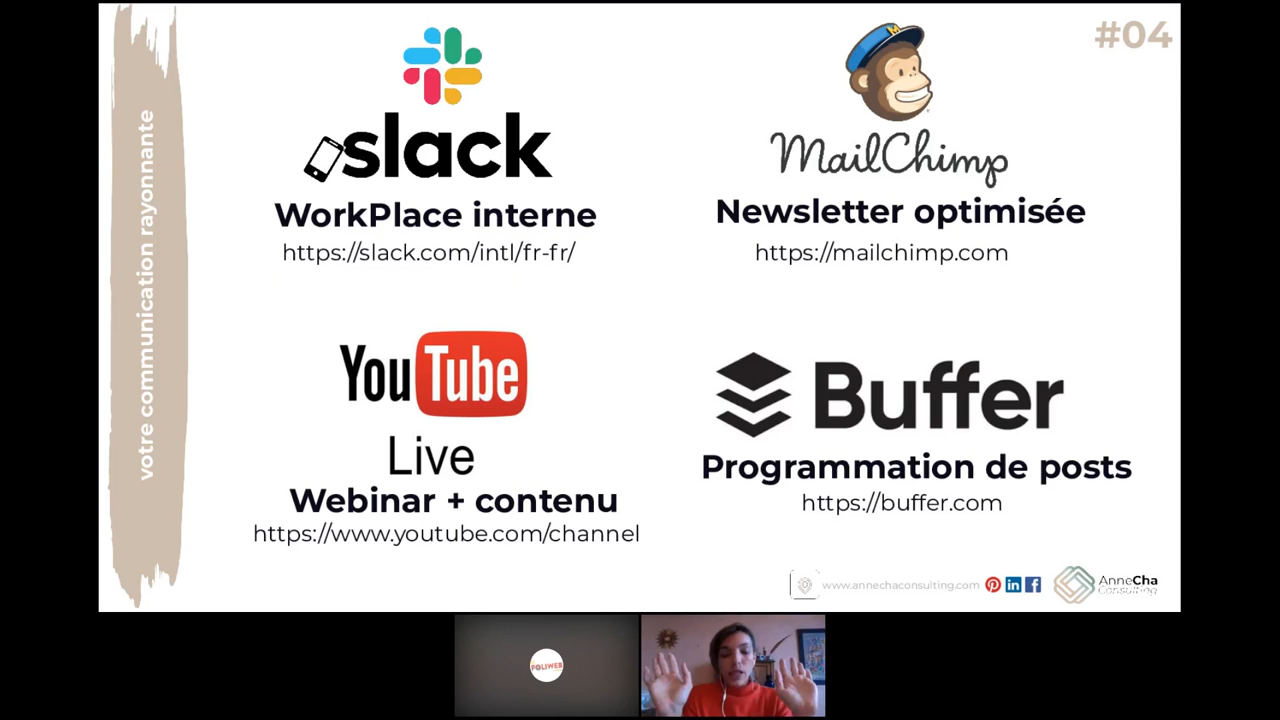 #04
votre communication rayonnante
slack
WorkPlace interne
https://slack.com/intl/fr-fr/
MailChimp
Newsletter optimisée
https://mailchimp.com
YouTube
Live
Webinar + contenu
https://www.youtube.com/channel
Buffer
Programmation de posts
https://buffer.com
www.annechaconsulting.com
AnneCha
Consulting
POLIWEB